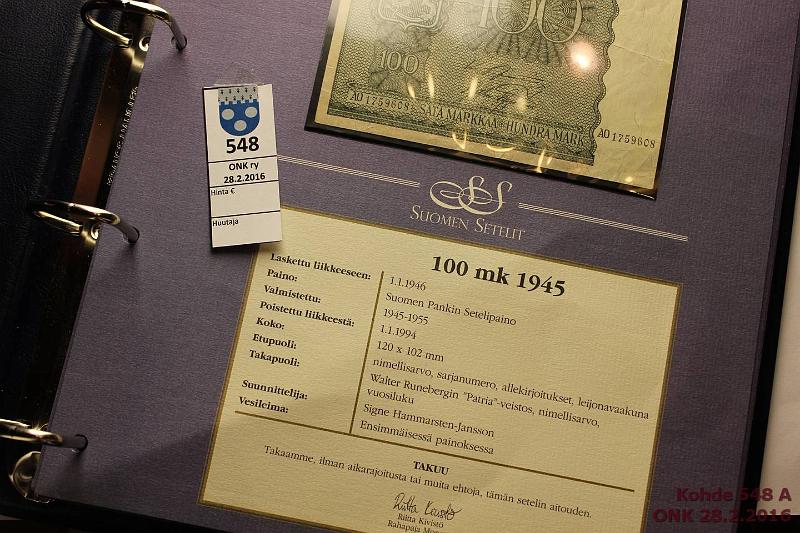 100
100
AO 1759608
SATA MARKKAA · HUNDRA MARK
AO 1759608
548
ONK ry
28.2.2016
Hinta €
Huutaja
SUOMEN SETELIT
100 mk 1945
Laskettu liikkeeseen: 1.1.1946
Paino: Suomen Pankin Setelipaino
Valmistettu: 1945-1955
Poistettu liikkeestä: 1.1.1994
Koko: 120 x 102 mm
Etupuoli: nimellisarvo, sarjanumero, allekirjoitukset, leijonavaakuna
Takapuoli: Walter Runebergin "Patria"-veistos, nimellisarvo,
vuosiluku
Suunnittelija: Signe Hammarsten-Jansson
Vesileima: Ensimmäisessä painoksessa
TAKUU
Takaamme, ilman aikarajoitusta tai muita ehtoja, tämän setelin aitouden.
Riitta Kivistö
Riitta Kivistö
Rahapaja
Kohde 548 A
ONK 28.2.2016